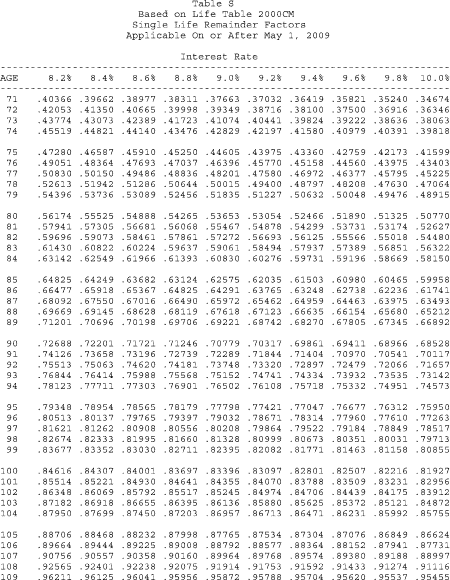 Table S
Based on Life Table 2000CM
Single Life Remainder Factors
Applicable On or After May 1, 2009
Interest Rate
AGE 8.2% 8.4% 8.6% 8.8% 9.0% 9.2% 9.4% 9.6% 9.8% 10.0%
71 .40366 .39662 .38977 .38311 .37663 .37032 .36419 .35821 .35240 .34674
72 .42053 .41350 .40665 .39998 .39349 .38716 .38100 .37500 .36916 .36346
73 .43774 .43073 .42389 .41723 .41074 .40441 .39824 .39222 .38636 .38063
74 .45519 .44821 .44140 .43476 .42829 .42197 .41580 .40979 .40391 .39818
75 .47280 .46587 .45910 .45250 .44605 .43975 .43360 .42759 .42173 .41599
76 .49051 .48364 .47693 .47037 .46396 .45770 .45158 .44560 .43975 .43403
77 .50830 .50150 .49486 .48836 .48201 .47580 .46972 .46377 .45795 .45225
78 .52613 .51942 .51286 .50644 .50015 .49400 .48797 .48208 .47630 .47064
79 .54396 .53736 .53089 .52456 .51835 .51227 .50632 .50048 .49476 .48915
80 .56174 .55525 .54888 .54265 .53653 .53054 .52466 .51890 .51325 .50770
81 .57941 .57305 .56681 .56068 .55467 .54878 .54299 .53731 .53174 .52627
82 .59696 .59073 .58461 .57861 .57272 .56693 .56125 .55566 .55018 .54480
83 .61430 .60822 .60224 .59637 .59061 .58494 .57937 .57389 .56851 .56322
84 .63142 .62549 .61966 .61393 .60830 .60276 .59731 .59196 .58669 .58150
85 .64825 .64249 .63682 .63124 .62575 .62035 .61503 .60980 .60465 .59958
86 .66477 .65918 .65367 .64825 .64291 .63765 .63248 .62738 .62236 .61741
87 .68092 .67550 .67016 .66490 .65972 .65462 .64959 .64463 .63975 .63493
88 .69669 .69145 .68628 .68119 .67618 .67123 .66635 .66154 .65680 .65212
89 .71201 .70696 .70198 .69706 .69221 .68742 .68270 .67805 .67345 .66892
90 .72688 .72201 .71721 .71246 .70779 .70317 .69861 .69411 .68966 .68528
91 .74126 .73658 .73196 .72739 .72289 .71844 .71404 .70970 .70541 .70117
92 .75513 .75063 .74620 .74181 .73748 .73320 .72897 .72479 .72066 .71657
93 .76844 .76414 .75988 .75568 .75152 .74741 .74334 .73932 .73535 .73142
94 .78123 .77711 .77303 .76901 .76502 .76108 .75718 .75332 .74951 .74573
95 .79348 .78954 .78565 .78179 .77798 .77421 .77047 .76677 .76312 .75950
96 .80513 .80137 .79765 .79397 .79032 .78671 .78314 .77960 .77610 .77263
97 .81621 .81262 .80908 .80556 .80208 .79864 .79522 .79184 .78849 .78517
98 .82674 .82333 .81995 .81660 .81328 .80999 .80673 .80351 .80031 .79713
99 .83677 .83352 .83030 .82711 .82395 .82082 .81771 .81463 .81158 .80855
100 .84616 .84307 .84001 .83697 .83396 .83097 .82801 .82507 .82216 .81927
101 .85514 .85221 .84930 .84641 .84355 .84070 .83788 .83509 .83231 .82956
102 .86348 .86069 .85792 .85517 .85245 .84974 .84706 .84439 .84175 .83912
103 .87182 .86918 .86655 .86395 .86136 .85880 .85625 .85372 .85121 .84872
104 .87950 .87699 .87450 .87203 .86957 .86713 .86471 .86231 .85992 .85755
105 .88706 .88468 .88232 .87998 .87765 .87534 .87304 .87076 .86849 .86624
106 .89664 .89444 .89225 .89008 .88792 .88577 .88364 .88152 .87941 .87731
107 .90756 .90557 .90358 .90160 .89964 .89768 .89574 .89380 .89188 .88997
108 .92565 .92401 .92238 .92075 .91914 .91753 .91592 .91433 .91274 .91116
109 .96211 .96125 .96041 .95956 .95872 .95788 .95704 .95620 .95537 .95455